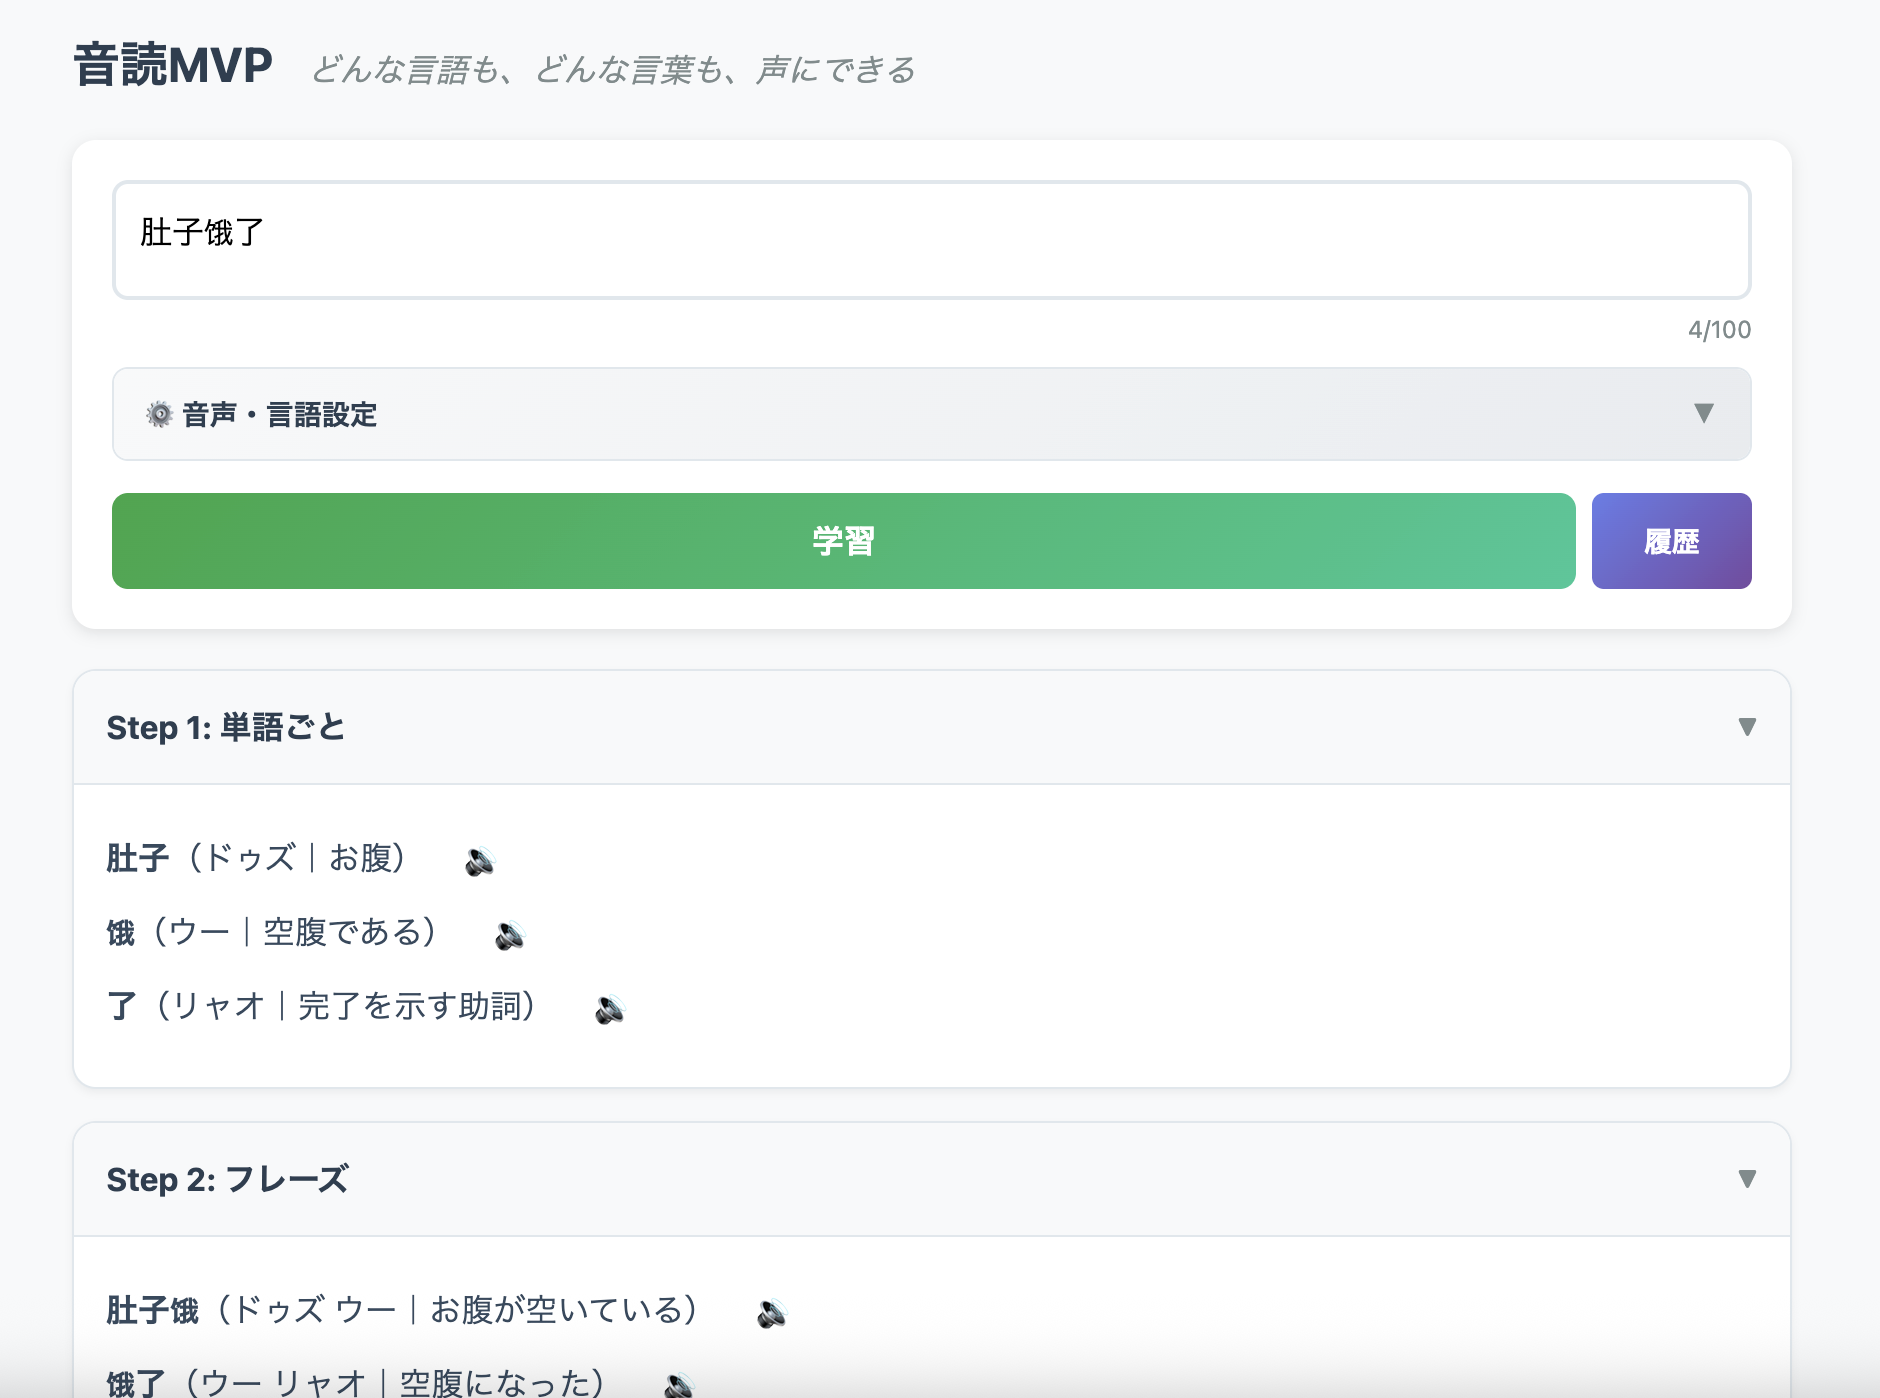 音読MVP どんな言語も、どんな言葉も、声にできる
肚子饿了
4/100
音声・言語設定 ▼
学習 履歴
Step 1: 単語ごと ▼
肚子（ドゥズ｜お腹）
饿（ウー｜空腹である）
了（リャオ｜完了を示す助詞）
Step 2: フレーズ ▼
肚子饿（ドゥズ ウー｜お腹が空いている）
饿了（ウー リャオ｜空腹になった）